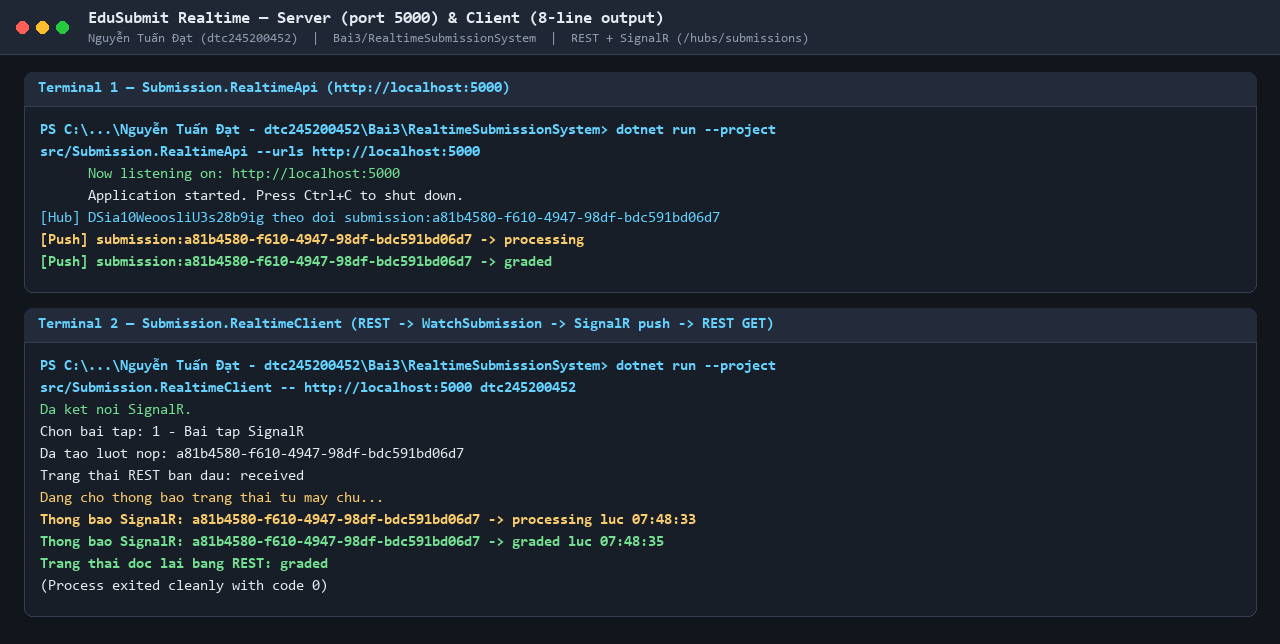 EduSubmit Realtime — Server (port 5000) & Client (8-line output)
Nguyễn Tuấn Đạt (dtc245200452) | Bai3/RealtimeSubmissionSystem | REST + SignalR (/hubs/submissions)
Terminal 1 — Submission.RealtimeApi (http://localhost:5000)
PS C:\...\Nguyễn Tuấn Đạt - dtc245200452\Bai3\RealtimeSubmissionSystem> dotnet run --project
src/Submission.RealtimeApi --urls http://localhost:5000
Now listening on: http://localhost:5000
Application started. Press Ctrl+C to shut down.
[Hub] DSia10WeoosliU3s28b9ig theo doi submission:a81b4580-f610-4947-98df-bdc591bd06d7
[Push] submission:a81b4580-f610-4947-98df-bdc591bd06d7 -> processing
[Push] submission:a81b4580-f610-4947-98df-bdc591bd06d7 -> graded
Terminal 2 — Submission.RealtimeClient (REST -> WatchSubmission -> SignalR push -> REST GET)
PS C:\...\Nguyễn Tuấn Đạt - dtc245200452\Bai3\RealtimeSubmissionSystem> dotnet run --project
src/Submission.RealtimeClient -- http://localhost:5000 dtc245200452
Da ket noi SignalR.
Chon bai tap: 1 - Bai tap SignalR
Da tao luot nop: a81b4580-f610-4947-98df-bdc591bd06d7
Trang thai REST ban dau: received
Dang cho thong bao trang thai tu may chu...
Thong bao SignalR: a81b4580-f610-4947-98df-bdc591bd06d7 -> processing luc 07:48:33
Thong bao SignalR: a81b4580-f610-4947-98df-bdc591bd06d7 -> graded luc 07:48:35
Trang thai doc lai bang REST: graded
(Process exited cleanly with code 0)